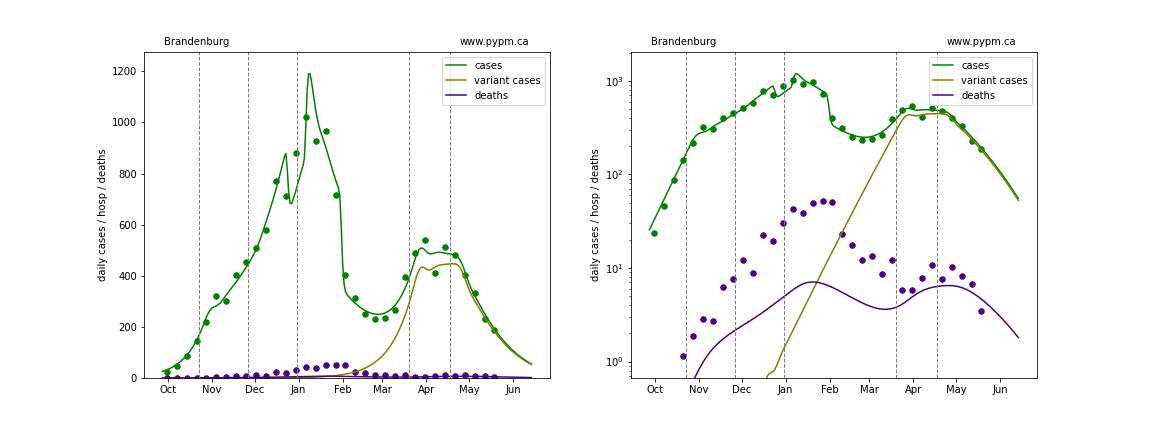 Brandenburg www.pypm.ca
cases
variant cases
deaths
daily cases / hosp / deaths
1200
1000
800
600
400
200
0
Oct Nov Dec Jan Feb Mar Apr May Jun
Brandenburg www.pypm.ca
cases
variant cases
deaths
daily cases / hosp / deaths
10³
10²
10¹
10⁰
Oct Nov Dec Jan Feb Mar Apr May Jun